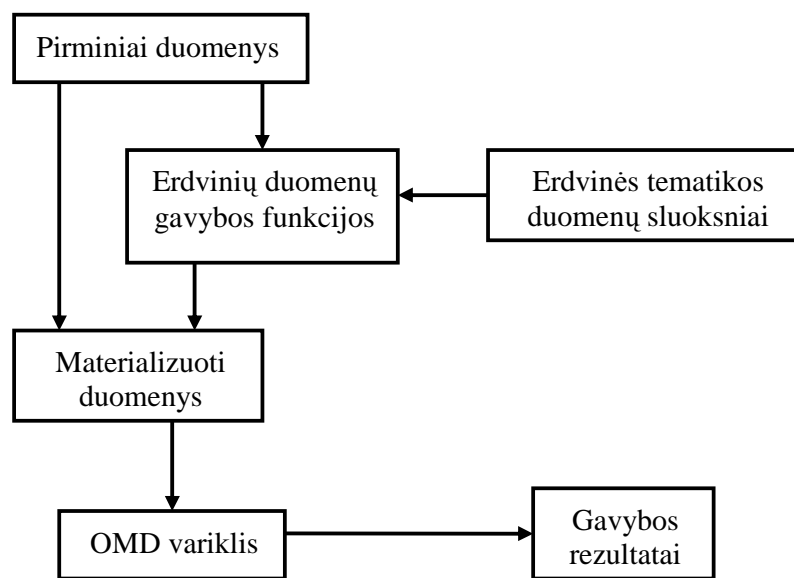 Pirminiai duomenys
Erdvinių duomenų
gavybos funkcijos
Erdvinės tematikos
duomenų sluoksniai
Materializuoti
duomenys
OMD variklis
Gavybos
rezultatai